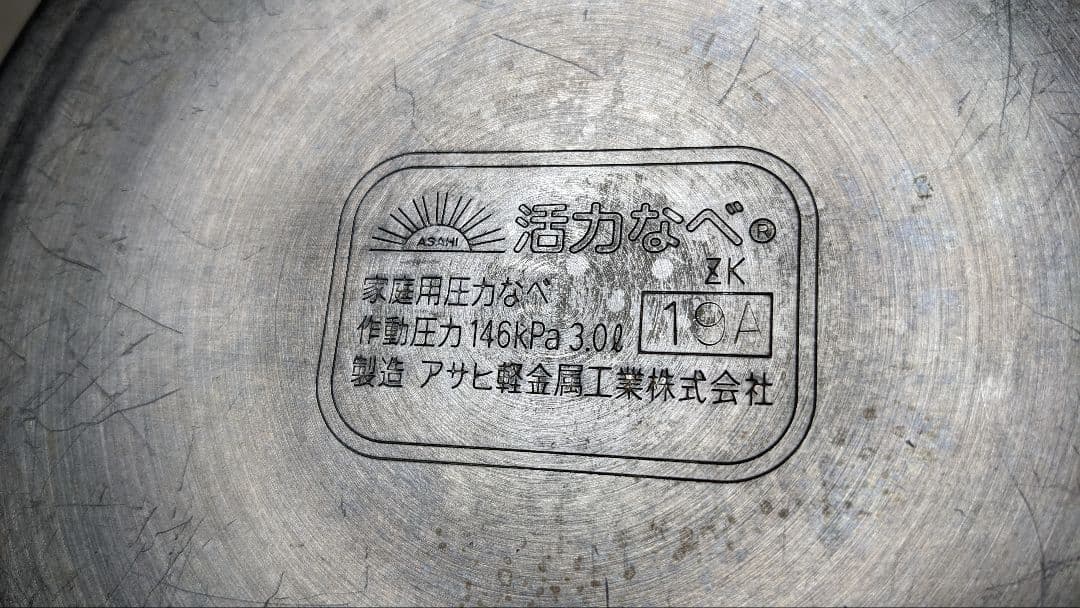 ASAHI 活力なべ®
ZK
家庭用圧力なべ
作動圧力 146kPa 3.0ℓ 19A
製造 アサヒ軽金属工業株式会社